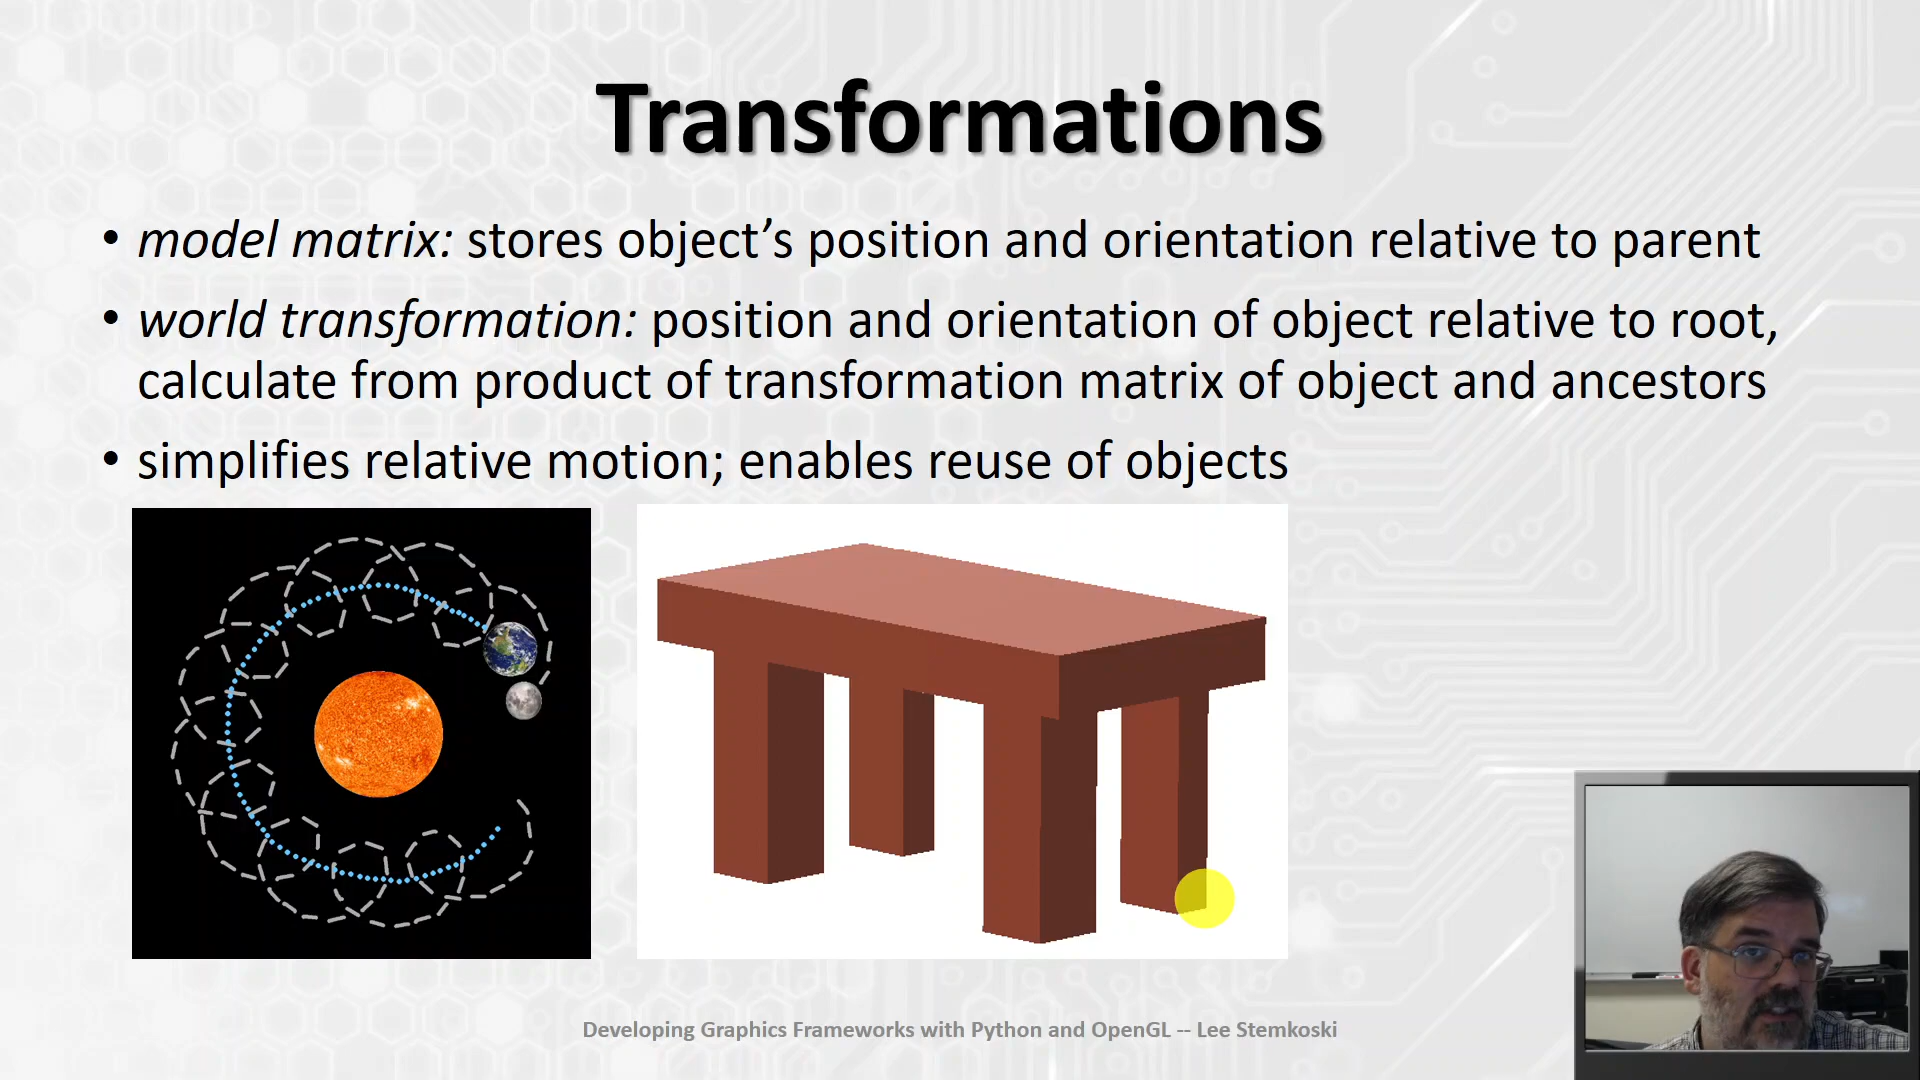 Transformations
• model matrix: stores object’s position and orientation relative to parent
• world transformation: position and orientation of object relative to root,
calculate from product of transformation matrix of object and ancestors
• simplifies relative motion; enables reuse of objects
Developing Graphics Frameworks with Python and OpenGL -- Lee Stemkoski